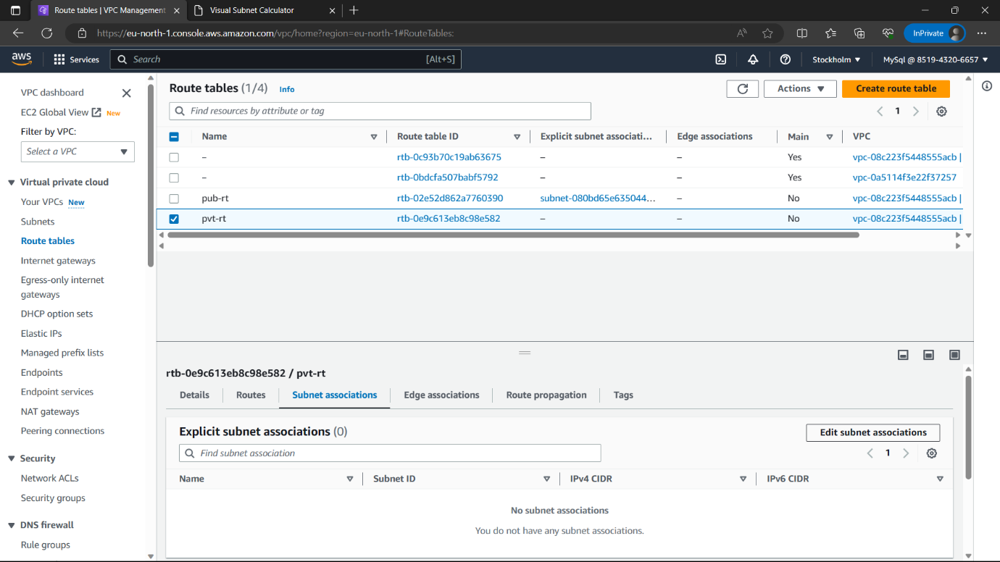 Route tables | VPC Management
Visual Subnet Calculator
https://eu-north-1.console.aws.amazon.com/vpc/home?region=eu-north-1#RouteTables:
InPrivate
aws
Services
Search
[Alt+S]
Stockholm
MySql @ 8519-4320-6657
VPC dashboard
EC2 Global View New
Filter by VPC:
Select a VPC
Virtual private cloud
Your VPCs New
Subnets
Route tables
Internet gateways
Egress-only internet
gateways
DHCP option sets
Elastic IPs
Managed prefix lists
Endpoints
Endpoint services
NAT gateways
Peering connections
Security
Network ACLs
Security groups
DNS firewall
Rule groups
Route tables (1/4) Info
Actions
Create route table
Find resources by attribute or tag
1
Name Route table ID Explicit subnet associati... Edge associations Main VPC
– rtb-0c93b70c19ab63675 – – Yes vpc-08c223f5448555acb |
– rtb-0bdcfa507babf5792 – – Yes vpc-0a5114f3e22f37257
pub-rt rtb-02e52d862a7760390 subnet-080bd65e635044... – No vpc-08c223f5448555acb |
pvt-rt rtb-0e9c613eb8c98e582 – – No vpc-08c223f5448555acb |
rtb-0e9c613eb8c98e582 / pvt-rt
Details Routes Subnet associations Edge associations Route propagation Tags
Explicit subnet associations (0)
Edit subnet associations
Find subnet association
1
Name Subnet ID IPv4 CIDR IPv6 CIDR
No subnet associations
You do not have any subnet associations.